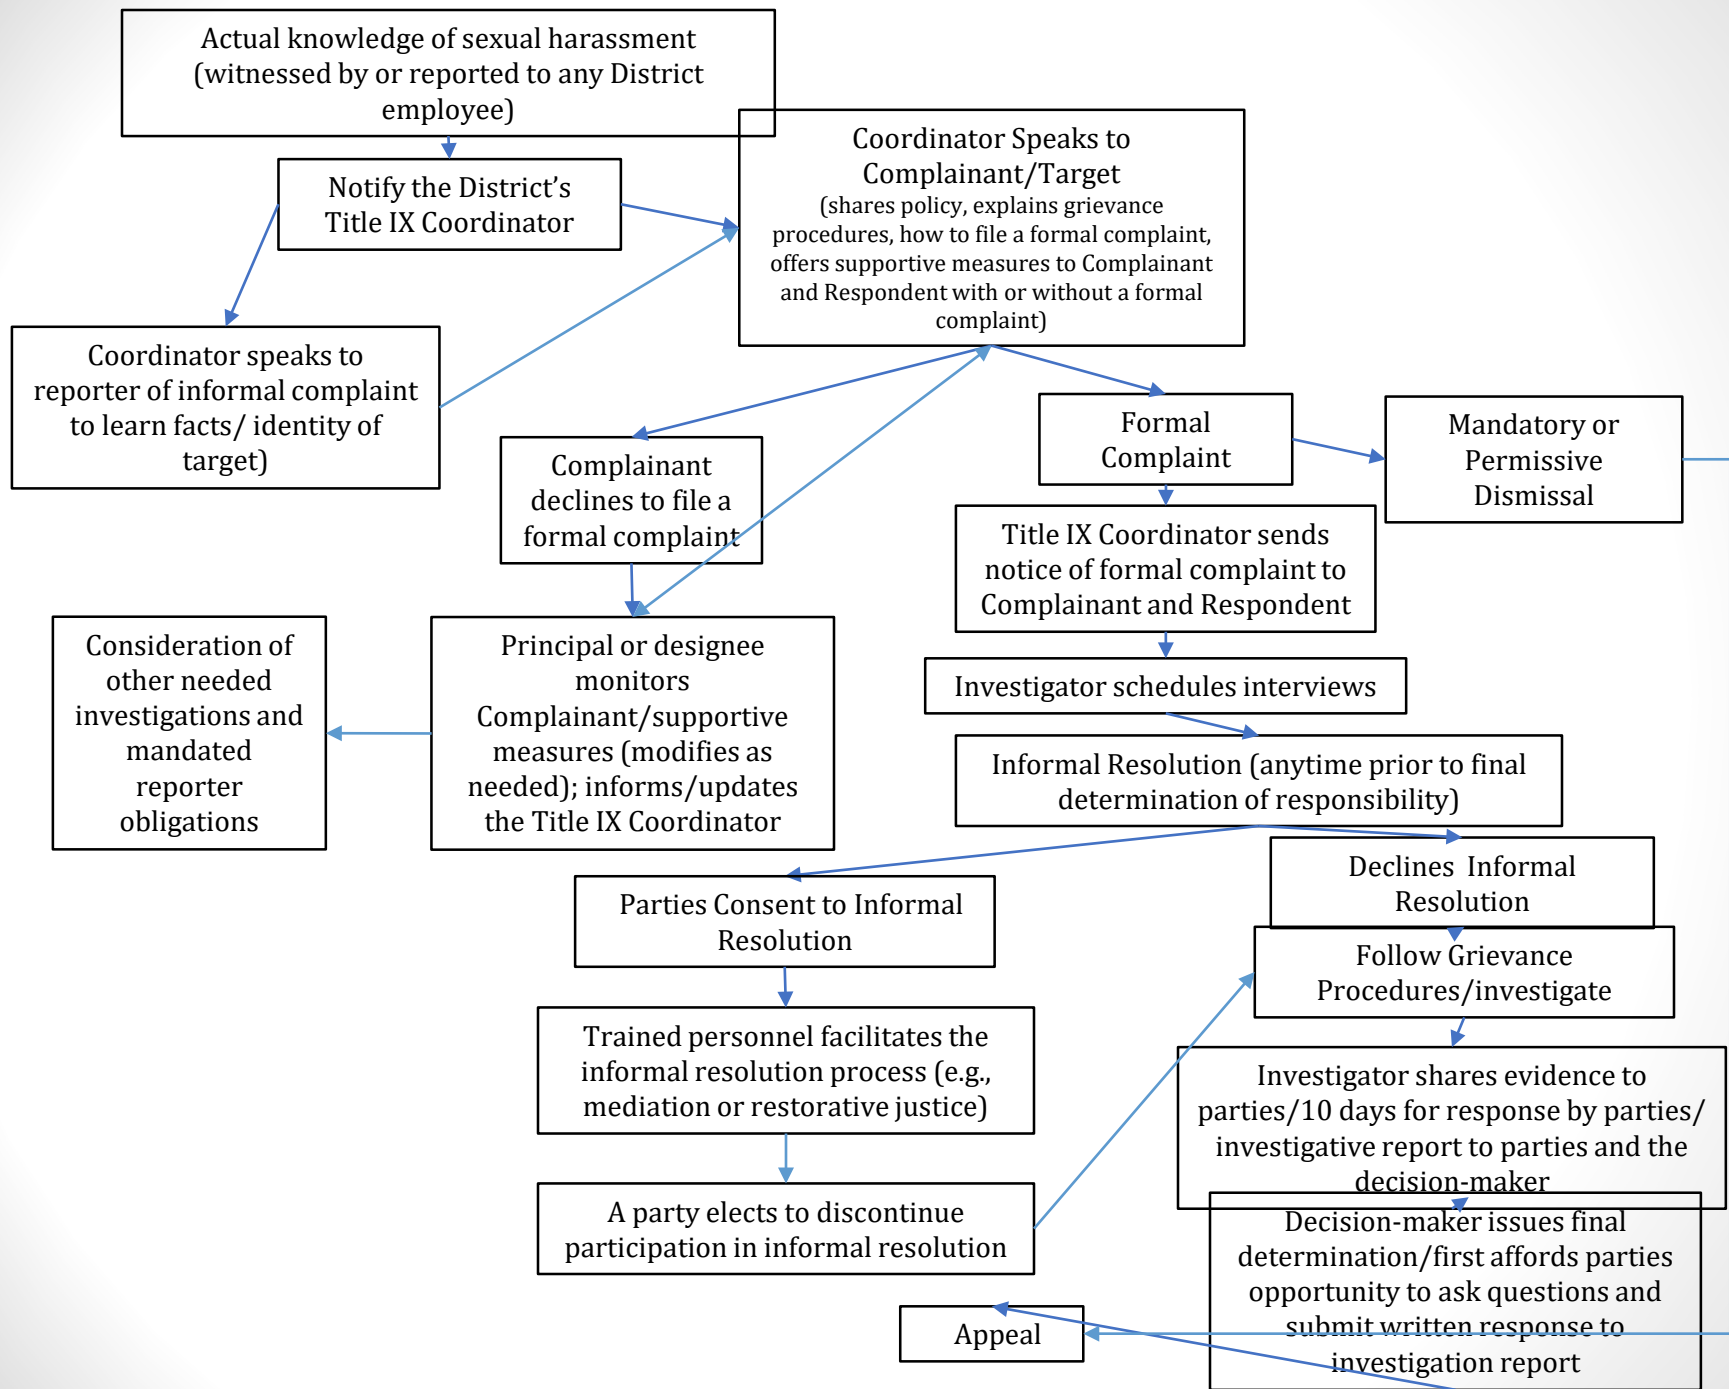 Actual knowledge of sexual harassment
(witnessed by or reported to any District
employee)
Notify the District’s
Title IX Coordinator
Coordinator Speaks to
Complainant/Target
(shares policy, explains grievance
procedures, how to file a formal complaint,
offers supportive measures to Complainant
and Respondent with or without a formal
complaint)
Coordinator speaks to
reporter of informal complaint
to learn facts/ identity of
target)
Complainant
declines to file a
formal complaint
Formal
Complaint
Mandatory or
Permissive
Dismissal
Title IX Coordinator sends
notice of formal complaint to
Complainant and Respondent
Consideration of
other needed
investigations and
mandated
reporter
obligations
Principal or designee
monitors
Complainant/supportive
measures (modifies as
needed); informs/updates
the Title IX Coordinator
Investigator schedules interviews
Informal Resolution (anytime prior to final
determination of responsibility)
Parties Consent to Informal
Resolution
Declines  Informal
Resolution
Follow Grievance
Procedures/investigate
Trained personnel facilitates the
informal resolution process (e.g.,
mediation or restorative justice)
Investigator shares evidence to
parties/10 days for response by parties/
investigative report to parties and the
decision-maker
A party elects to discontinue
participation in informal resolution
Decision-maker issues final
determination/first affords parties
opportunity to ask questions and
submit written response to
investigation report
Appeal